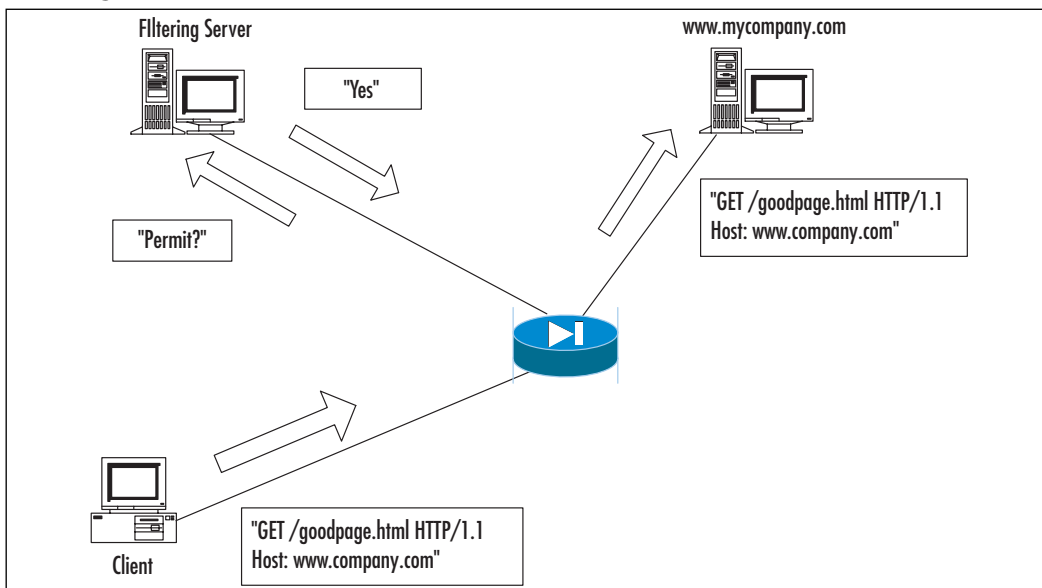 FIltering Server
www.mycompany.com
"Yes"
"Permit?"
"GET /goodpage.html HTTP/1.1
Host: www.company.com"
"GET /goodpage.html HTTP/1.1
Host: www.company.com"
Client